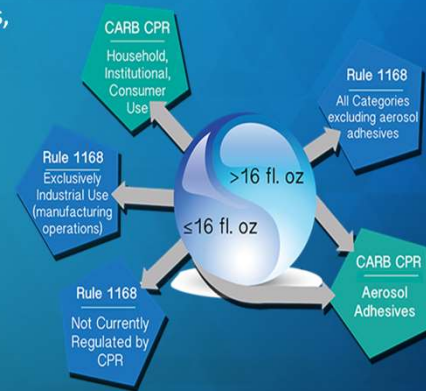 s,
CARB CPR
Household,
Institutional,
Consumer
Use
Rule 1168
All Categories
excluding aerosol
adhesives
>16 fl. oz
≤16 fl. oz
Rule 1168
Exclusively
Industrial Use
(manufacturing
operations)
Rule 1168
Not Currently
Regulated by
CPR
CARB CPR
Aerosol
Adhesives